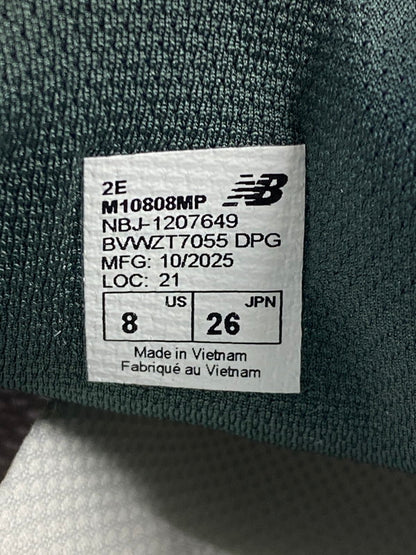 2E
M10808MP
NB
NBJ-1207649
BVWZT7055 DPG
MFG: 10/2025
LOC: 21
US
8
JPN
26
Made in Vietnam
Fabriqué au Vietnam